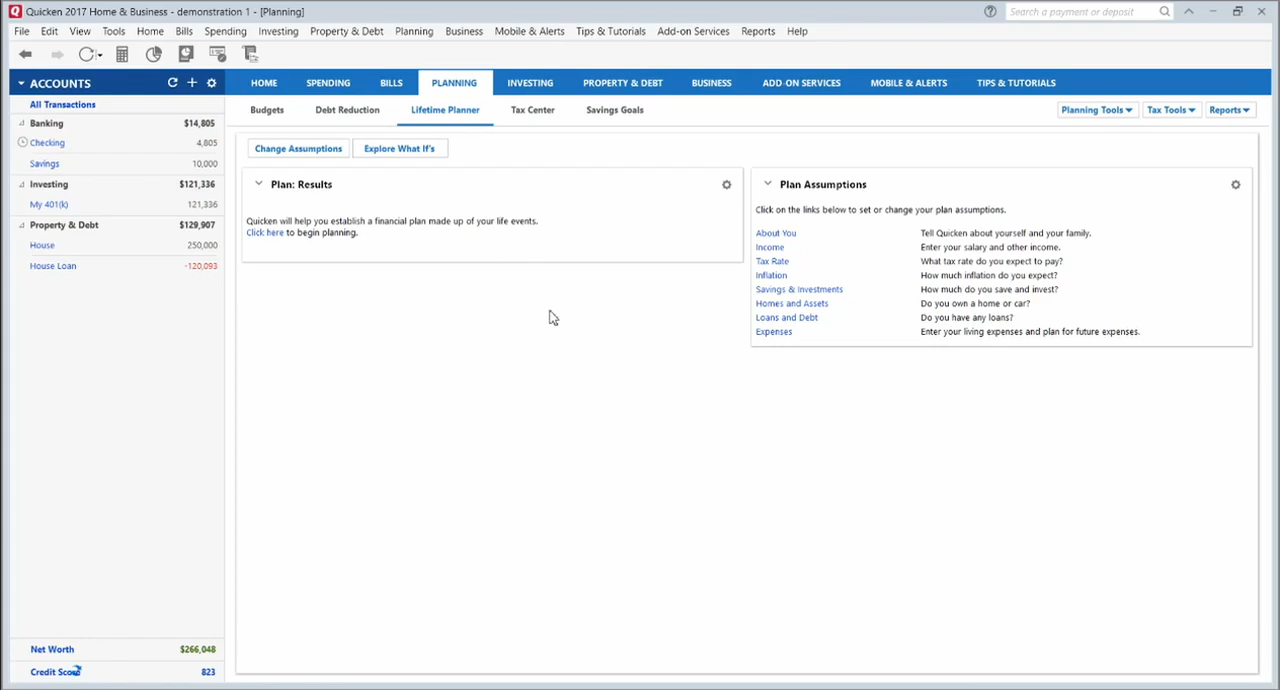 Quicken 2017 Home & Business - demonstration 1 - [Planning]
Search a payment or deposit
File Edit View Tools Home Bills Spending Investing Property & Debt Planning Business Mobile & Alerts Tips & Tutorials Add-on Services Reports Help
ACCOUNTS
HOME SPENDING BILLS PLANNING INVESTING PROPERTY & DEBT BUSINESS ADD-ON SERVICES MOBILE & ALERTS TIPS & TUTORIALS
All Transactions
Budgets Debt Reduction Lifetime Planner Tax Center Savings Goals Planning Tools Tax Tools Reports
Banking $14,805
Checking 4,805
Savings 10,000
Investing $121,336
My 401(k) 121,336
Property & Debt $129,907
House 250,000
House Loan -120,093
Net Worth $266,048
Credit Score 823
Change Assumptions Explore What If's
Plan: Results
Quicken will help you establish a financial plan made up of your life events.
Click here to begin planning.
Plan Assumptions
Click on the links below to set or change your plan assumptions.
About You Tell Quicken about yourself and your family.
Income Enter your salary and other income.
Tax Rate What tax rate do you expect to pay?
Inflation How much inflation do you expect?
Savings & Investments How much do you save and invest?
Homes and Assets Do you own a home or car?
Loans and Debt Do you have any loans?
Expenses Enter your living expenses and plan for future expenses.